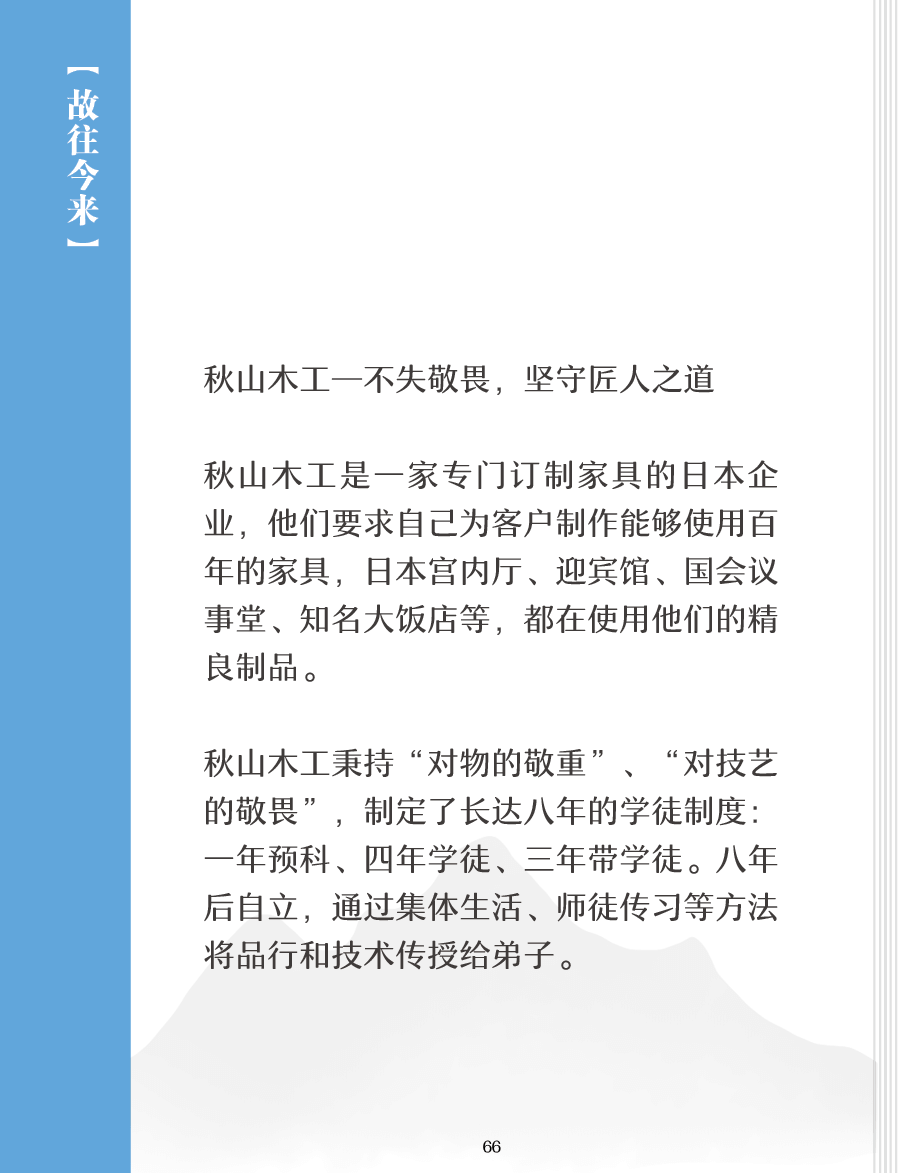 【故往今来】
秋山木工—不失敬畏，坚守匠人之道
秋山木工是一家专门订制家具的日本企
业，他们要求自己为客户制作能够使用百
年的家具，日本宫内厅、迎宾馆、国会议
事堂、知名大饭店等，都在使用他们的精
良制品。
秋山木工秉持“对物的敬重”、“对技艺
的敬畏”，制定了长达八年的学徒制度：
一年预科、四年学徒、三年带学徒。八年
后自立，通过集体生活、师徒传习等方法
将品行和技术传授给弟子。
66